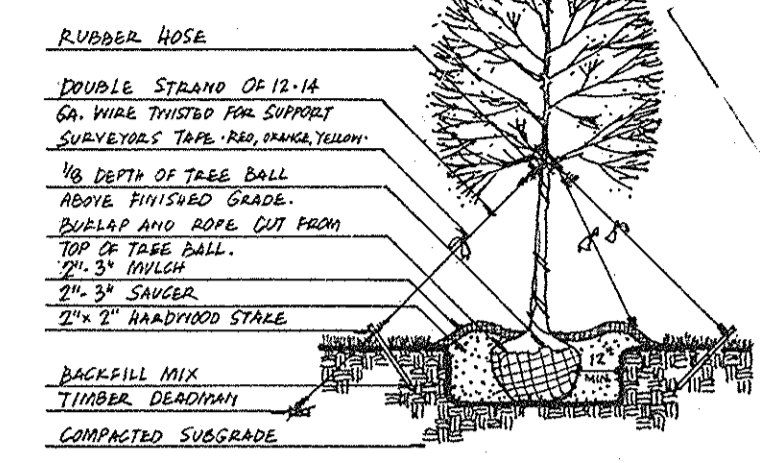 RUBBER HOSE
DOUBLE STRAND OF 12-14
GA. WIRE TWISTED FOR SUPPORT
SURVEYORS TAPE - RED, ORANGE, YELLOW.
1/8 DEPTH OF TREE BALL
ABOVE FINISHED GRADE.
BURLAP AND ROPE CUT FROM
TOP OF TREE BALL.
2"-3" MULCH
2"-3" SAUCER
2"x 2" HARDWOOD STAKE
12"
MIN.
BACKFILL MIX
TIMBER DEADMAN
COMPACTED SUBGRADE